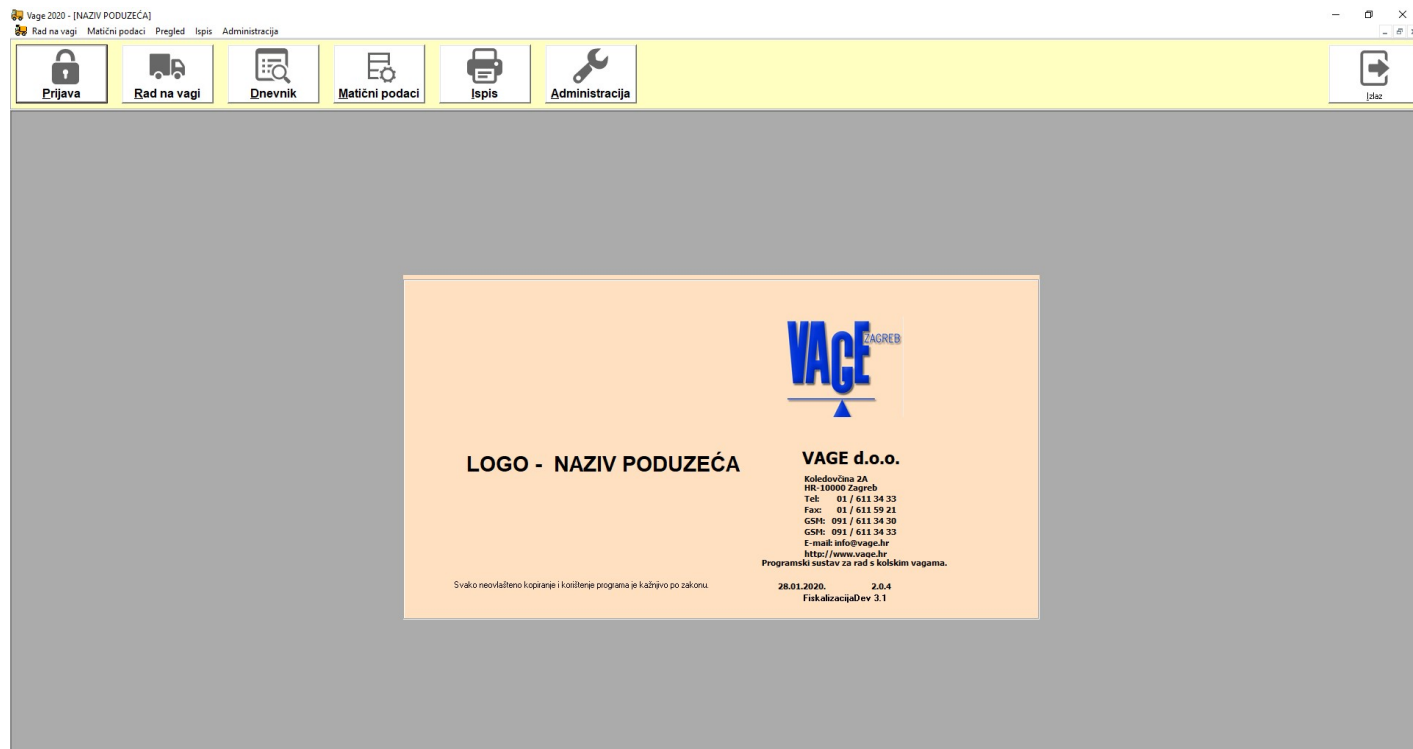 Vage 2020 - [NAZIV PODUZEĆA]
Rad na vagi Matični podaci Pregled Ispis Administracija
Prijava Rad na vagi Dnevnik Matični podaci Ispis Administracija Izlaz
VAGE ZAGREB
LOGO - NAZIV PODUZEĆA
VAGE d.o.o.
Koledovčina 2A
HR-10000 Zagreb
Tel: 01 / 611 34 33
Fax: 01 / 611 59 21
GSM: 091 / 611 34 30
GSM: 091 / 611 34 33
E-mail: info@vage.hr
http://www.vage.hr
Programski sustav za rad s kolskim vagama.
Svako neovlašteno kopiranje i korištenje programa je kažnjivo po zakonu.
28.01.2020. 2.0.4
FiskalizacijaDev 3.1